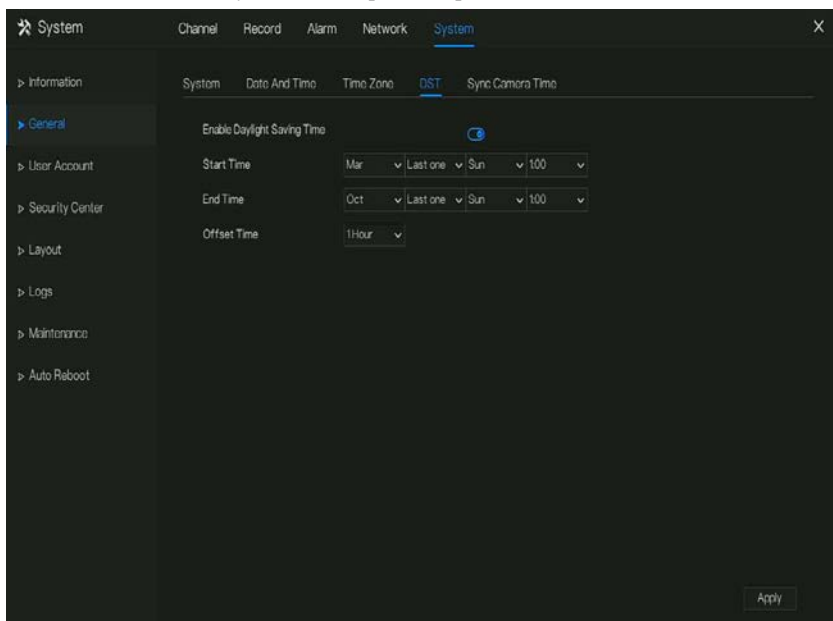 System Channel Record Alarm Network System X
Information
General
User Account
Security Center
Layout
Logs
Maintenance
Auto Reboot
System Date And Time Time Zone DST Sync Camera Time
Enable Daylight Saving Time
Start Time Mar Last one Sun 1:00
End Time Oct Last one Sun 1:00
Offset Time 1Hour
Apply